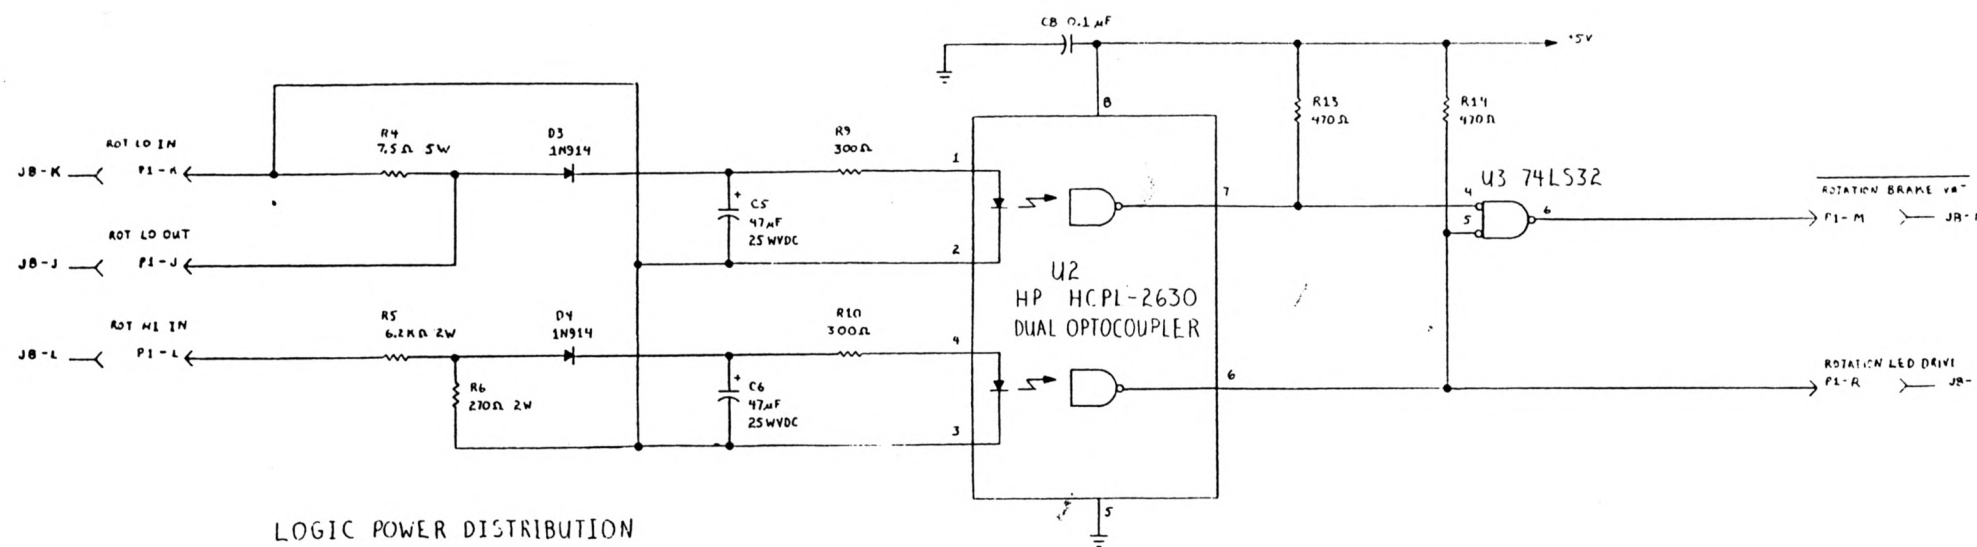 C8 0.1 µF
+5V
8
R13
470Ω
R14
470Ω
ROT LO IN
J8-K
P1-K
R4
7.5Ω 5W
D3
1N914
R9
300Ω
1
+
C5
47µF
25WVDC
2
7
U3 74LS32
4
5
6
ROTATION BRAKE
P1-M
ROT LO OUT
J8-J
P1-J
U2
HP HCPL-2630
DUAL OPTOCOUPLER
ROT HI IN
J8-L
P1-L
R5
6.2KΩ 2W
D4
1N914
R10
300Ω
4
R6
270Ω 2W
+
C6
47µF
25WVDC
3
6
ROTATION LED DRIVE
P1-R
5
LOGIC POWER DISTRIBUTION